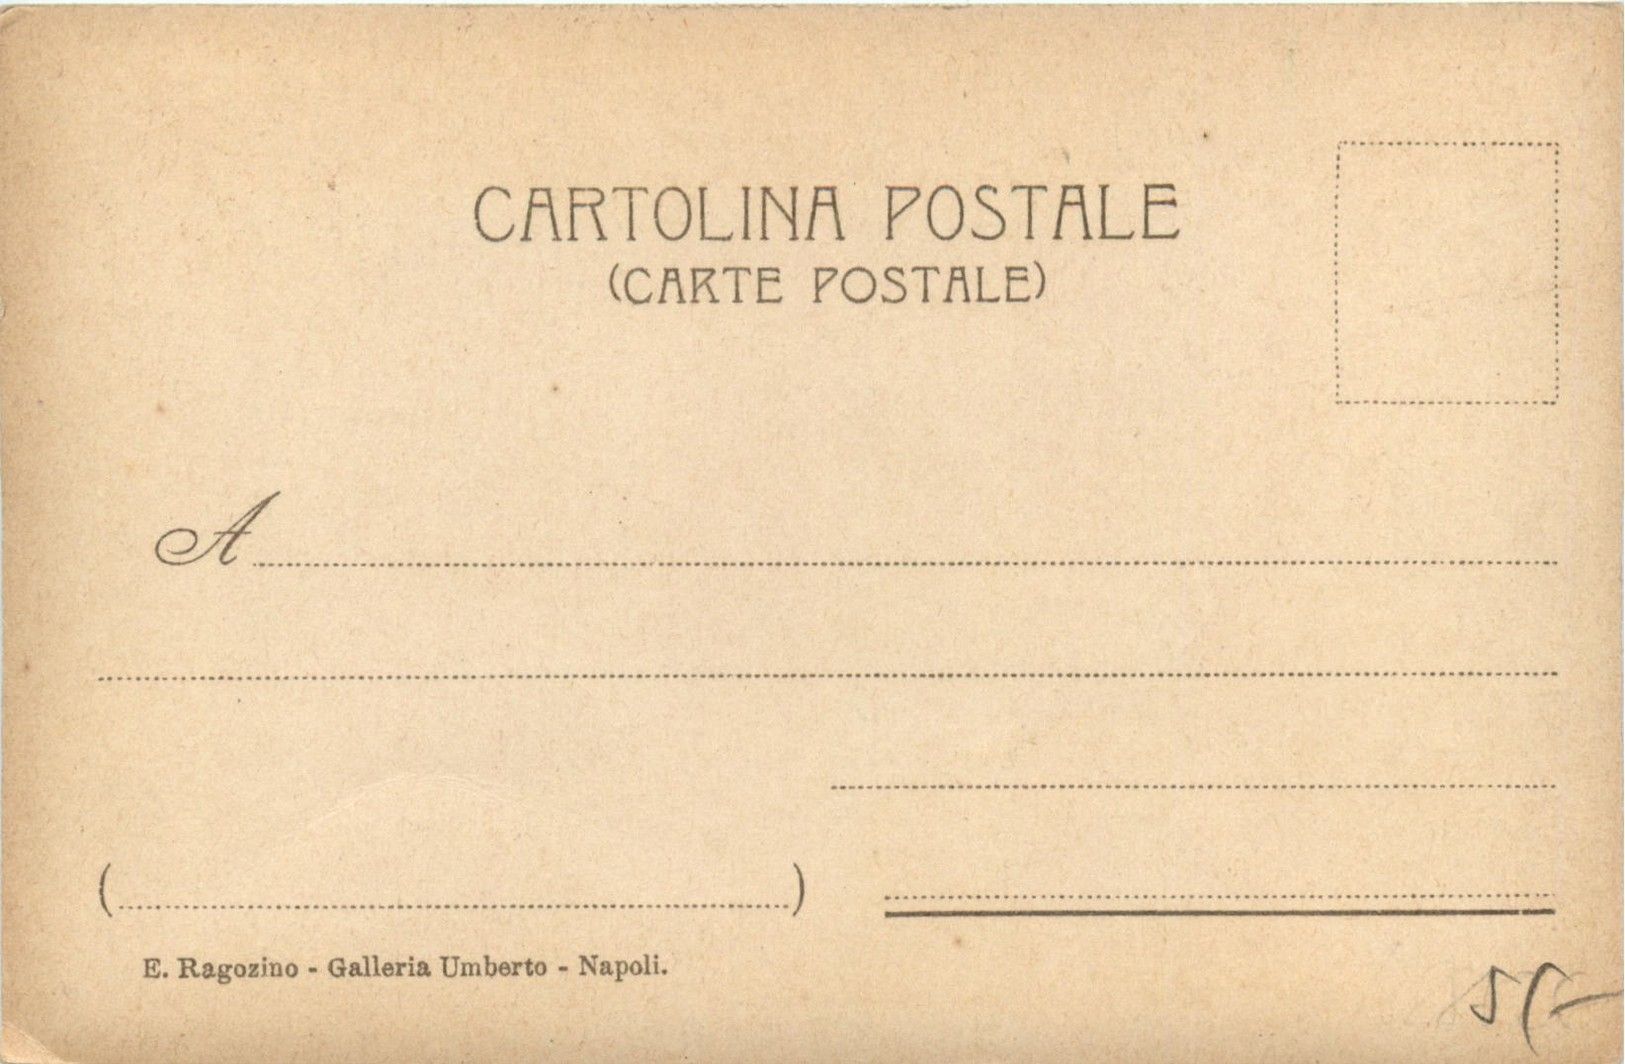 CARTOLINA POSTALE
(CARTE POSTALE)
A
( )
E. Ragozino - Galleria Umberto - Napoli.